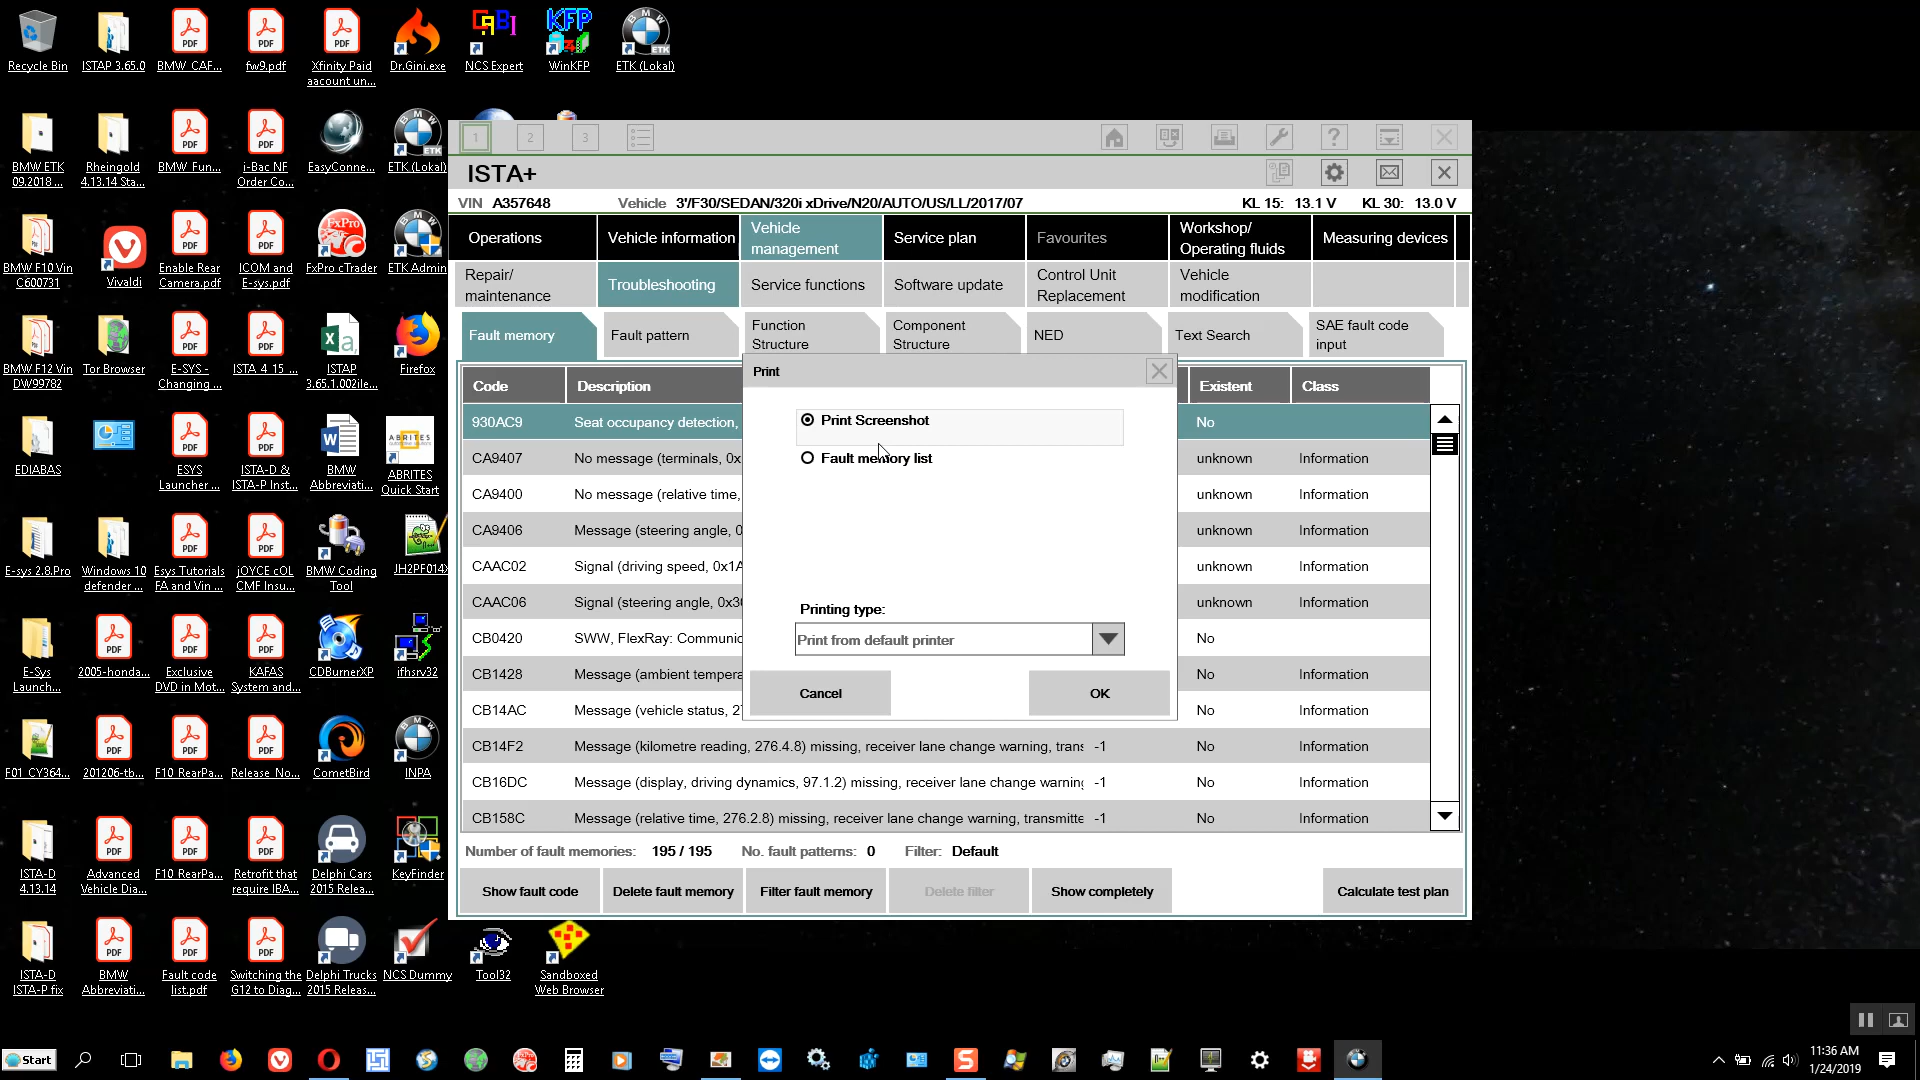 Recycle Bin
ISTAP 3.65.0
BMW_CAF...
fw9.pdf
Xfinity Paid
aacount un...
Dr.Gini.exe
NCS Expert
WinKFP
ETK (Lokal)
BMW ETK
09.2018 ...
Rheingold
4.13.14 Sta...
BMW_Fun...
i-Bac NF
Order Co...
EasyConne...
ETK (Lokal)
BMW F10 Vin
C600731
Vivaldi
Enable Rear
Camera.pdf
ICOM and
E-sys.pdf
FxPro cTrader
ETK Admin
BMW F12 Vin
DW99782
Tor Browser
E-SYS -
Changing ...
ISTA_4_15_...
ISTAP
3.65.1.002ile...
Firefox
EDIABAS
ESYS
Launcher ...
ISTA-D &
ISTA-P Inst...
BMW
Abbreviati...
ABRITES
Quick Start
E-sys 2.8.Pro
Windows 10
defender ...
Esys Tutorials
FA and Vin ...
jOYCE cOL
CMF Insu...
BMW Coding
Tool
JH2PF014X
E-Sys
Launch...
2005-honda...
Exclusive
DVD in Mot...
KAFAS
System and...
CDBurnerXP
ifhsrv32
F01_CY364...
201206-tb...
F10_RearPa...
Release_No...
CometBird
INPA
ISTA-D
4.13.14
Advanced
Vehicle Dia...
F10_RearPa...
Retrofit that
require IBA...
Delphi Cars
2015 Relea...
KeyFinder
ISTA-D
ISTA-P fix
BMW
Abbreviati...
Fault code
list.pdf
Switching the
G12 to Diag...
Delphi Trucks
2015 Releas...
NCS Dummy
Tool32
Sandboxed
Web Browser
1
2
3
ISTA+
VIN A357648 Vehicle 3'/F30/SEDAN/320i xDrive/N20/AUTO/US/LL/2017/07 KL 15: 13.1 V KL 30: 13.0 V
Operations
Vehicle information
Vehicle
management
Service plan
Favourites
Workshop/
Operating fluids
Measuring devices
Repair/
maintenance
Troubleshooting
Service functions
Software update
Control Unit
Replacement
Vehicle
modification
Fault memory
Fault pattern
Function
Structure
Component
Structure
NED
Text Search
SAE fault code
input
Code Description Existent Class
930AC9 Seat occupancy detection, No
CA9407 No message (terminals, 0x unknown Information
CA9400 No message (relative time, unknown Information
CA9406 Message (steering angle, 0 unknown Information
CAAC02 Signal (driving speed, 0x1A unknown Information
CAAC06 Signal (steering angle, 0x30 unknown Information
CB0420 SWW, FlexRay: Communic No
CB1428 Message (ambient tempera No Information
CB14AC Message (vehicle status, 27 No Information
CB14F2 Message (kilometre reading, 276.4.8) missing, receiver lane change warning, trans -1 No Information
CB16DC Message (display, driving dynamics, 97.1.2) missing, receiver lane change warning -1 No Information
CB158C Message (relative time, 276.2.8) missing, receiver lane change warning, transmitte -1 No Information
Print
Print Screenshot
Fault memory list
Printing type:
Print from default printer
Cancel
OK
Number of fault memories: 195 / 195 No. fault patterns: 0 Filter: Default
Show fault code
Delete fault memory
Filter fault memory
Delete filter
Show completely
Calculate test plan
Start
11:36 AM
1/24/2019